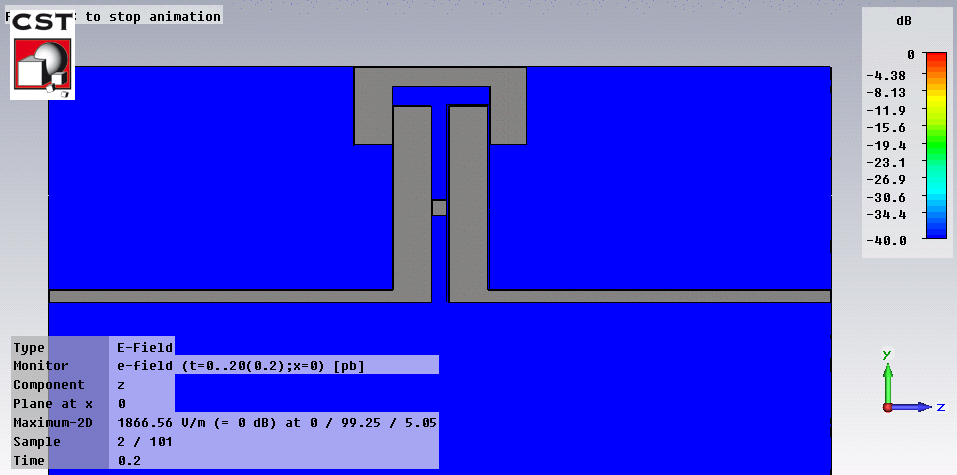 to stop animation
CST
dB
0
-4.38
-8.13
-11.9
-15.6
-19.4
-23.1
-26.9
-30.6
-34.4
-40.0
Type E-Field
Monitor e-field (t=0..20(0.2);x=0) [pb]
Component z
Plane at x 0
Maximum-2D 1866.56 V/m (= 0 dB) at 0 / 99.25 / 5.05
Sample 2 / 101
Time 0.2
y
z